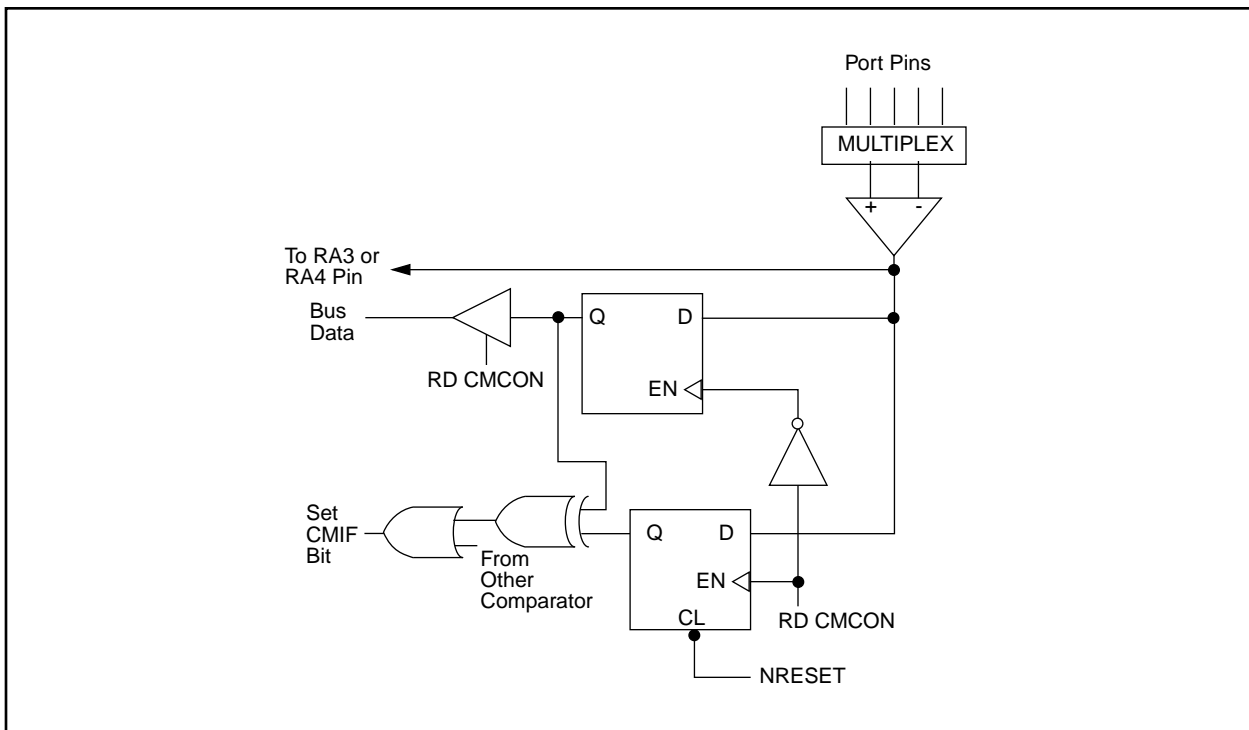 Port Pins
MULTIPLEX
+ -
To RA3 or
RA4 Pin
Bus
Data
Q D
RD CMCON
EN
Set
CMIF
Bit
From
Other
Comparator
Q D
EN
CL
RD CMCON
NRESET